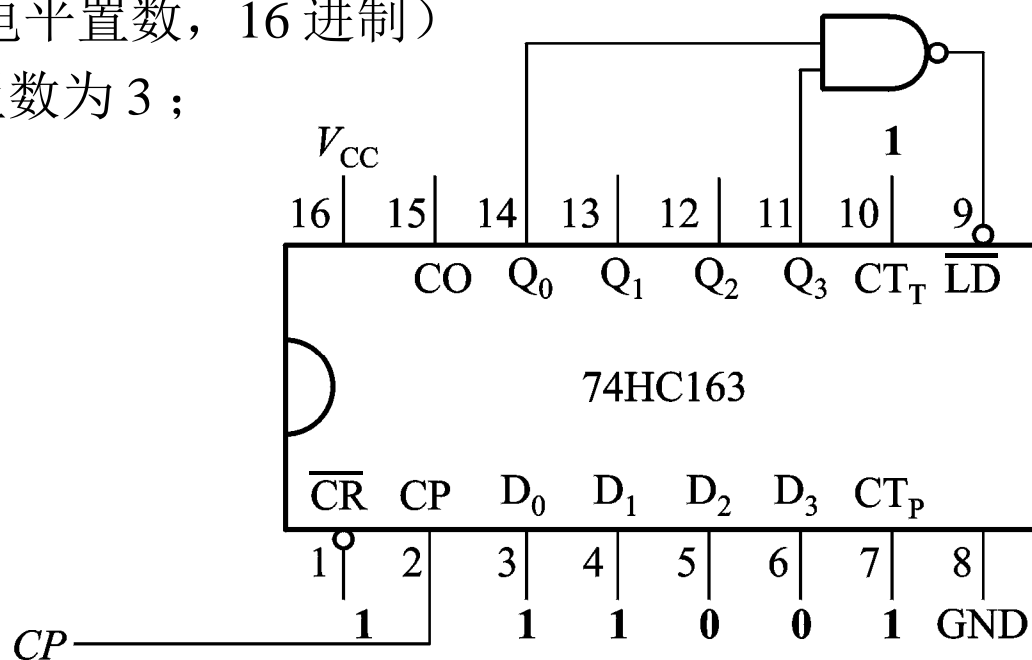 电平置数，16 进制）
数为 3；
V_CC 1
16 15 14 13 12 11 10 9
CO Q_0 Q_1 Q_2 Q_3 CT_T \overline{LD}
74HC163
\overline{CR} CP D_0 D_1 D_2 D_3 CT_P
1 2 3 4 5 6 7 8
1 1 1 0 0 1 GND
CP